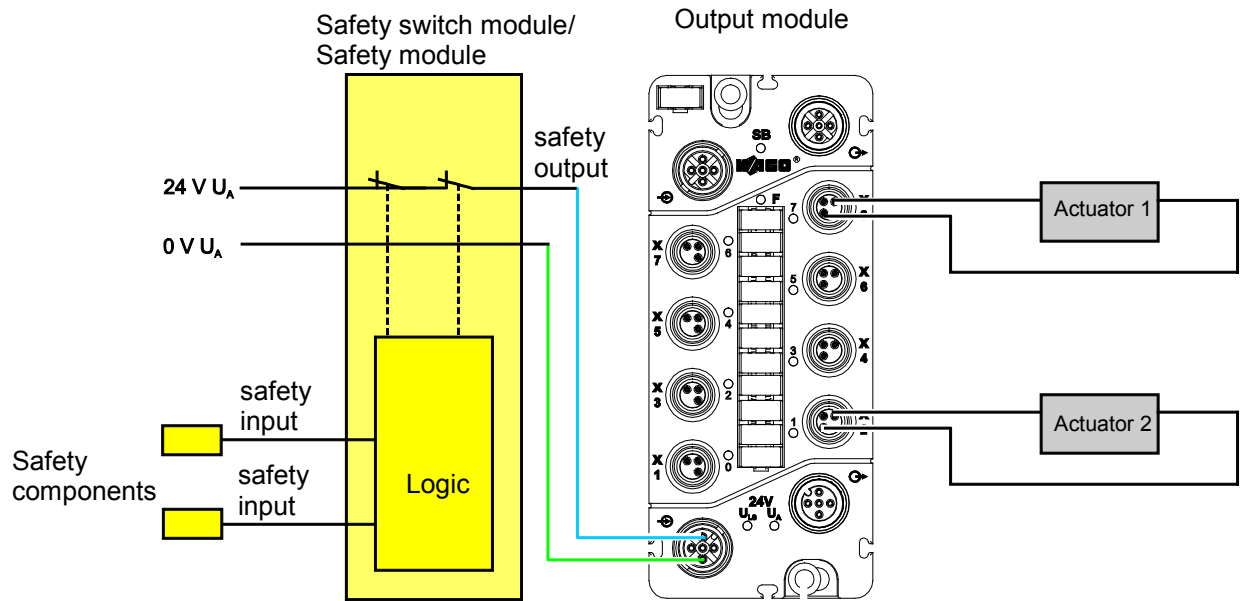 Safety switch module/
Safety module
Output module
safety
output
24 V UA
0 V UA
safety
input
safety
input
Safety
components
Logic
SB
WAGO®
F
7
X
7
6
5
X
6
X
5
4
3
X
4
X
3
2
1
X
1
0
24V
ULS UA
Actuator 1
Actuator 2